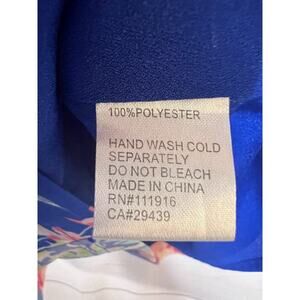 100%POLYESTER
HAND WASH COLD
SEPARATELY
DO NOT BLEACH
MADE IN CHINA
RN#111916
CA#29439